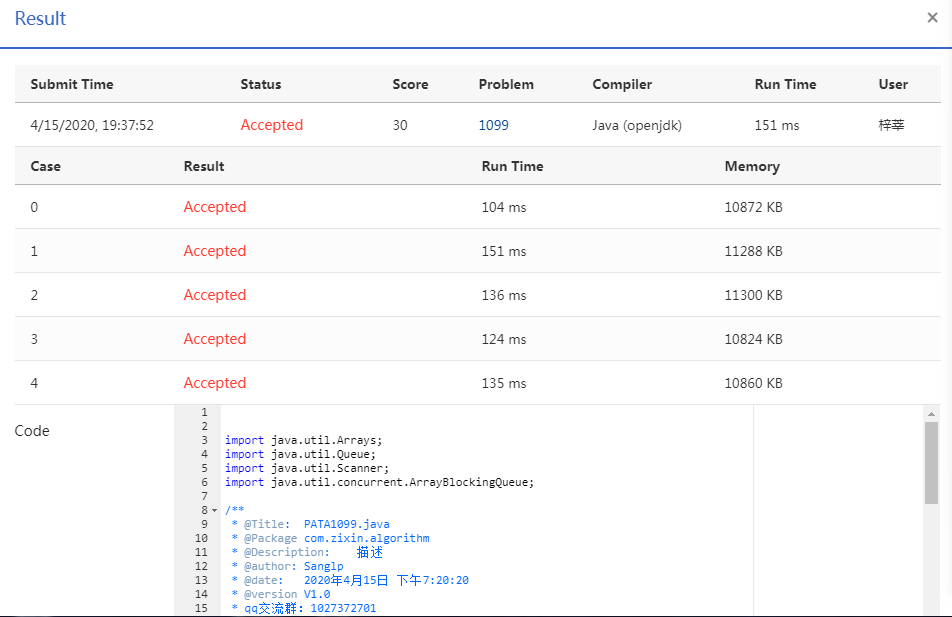 Result ×
Submit Time Status Score Problem Compiler Run Time User
4/15/2020, 19:37:52 Accepted 30 1099 Java (openjdk) 151 ms 梓莘
Case Result Run Time Memory
0 Accepted 104 ms 10872 KB
1 Accepted 151 ms 11288 KB
2 Accepted 136 ms 11300 KB
3 Accepted 124 ms 10824 KB
4 Accepted 135 ms 10860 KB
Code
1
2
3 import java.util.Arrays;
4 import java.util.Queue;
5 import java.util.Scanner;
6 import java.util.concurrent.ArrayBlockingQueue;
7
8 /**
9 * @Title: PATA1099.java
10 * @Package com.zixin.algorithm
11 * @Description: 描述
12 * @author: Sanglp
13 * @date: 2020年4月15日 下午7:20:20
14 * @version V1.0
15 * qq交流群: 1027372701